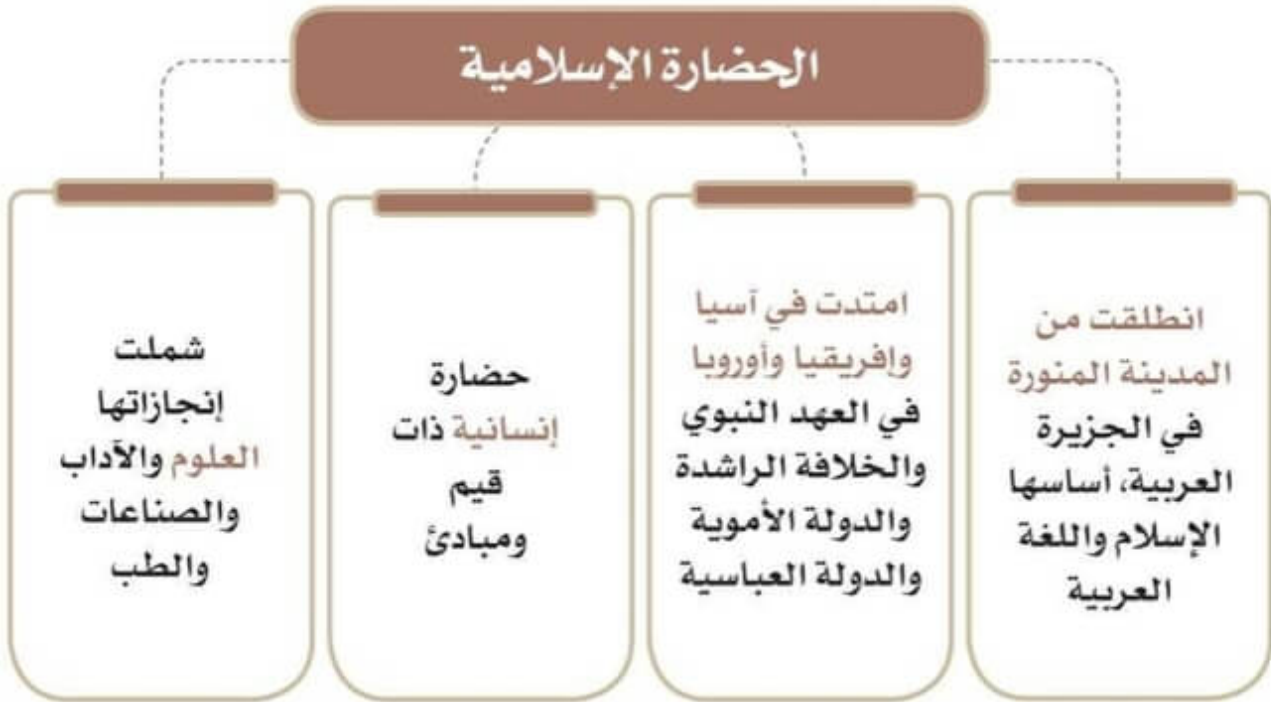 الحضارة الإسلامية
انطلقت من
المدينة المنورة
في الجزيرة
العربية، أساسها
الإسلام واللغة
العربية
امتدت في آسيا
وإفريقيا وأوروبا
في العهد النبوي
والخلافة الراشدة
والدولة الأموية
والدولة العباسية
حضارة
إنسانية ذات
قيم
ومبادئ
شملت
إنجازاتها
العلوم والآداب
والصناعات
والطب